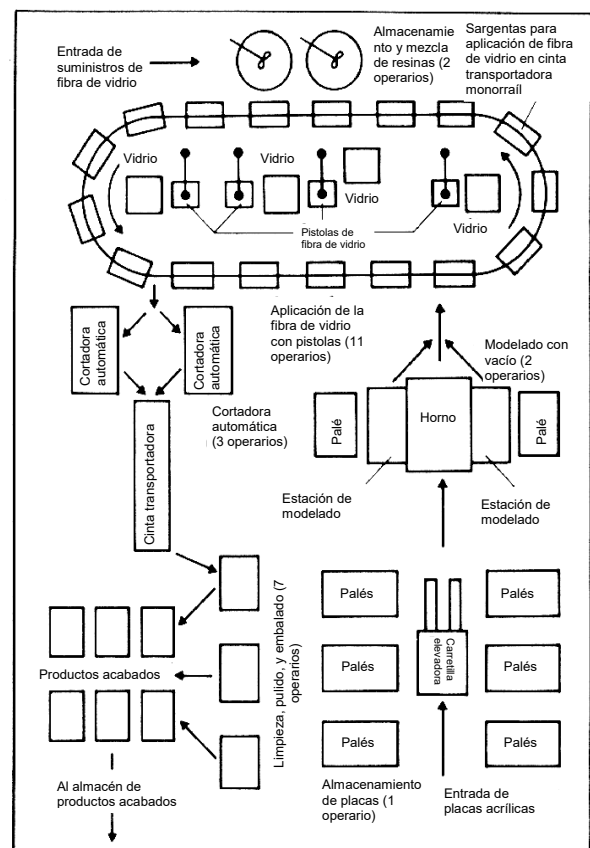 Entrada de
suministros de
fibra de vidrio
Almacenamie
nto y mezcla
de resinas (2
operarios)
Sargentas para
aplicación de fibra
de vidrio en cinta
transportadora
monorraíl
Vidrio
Vidrio
Vidrio
Vidrio
Pistolas de
fibra de vidrio
Aplicación de la
fibra de vidrio
con pistolas (11
operarios)
Modelado con
vacío (2
operarios)
Cortadora
automática
Cortadora
automática
Cortadora
automática
(3 operarios)
Cinta transportadora
Palé
Horno
Palé
Estación de
modelado
Estación de
modelado
Palés
Palés
Palés
Palés
Palés
Palés
Carretilla
elevadora
Limpieza, pulido, y embalado (7
operarios)
Productos acabados
Al almacén de
productos acabados
Almacenamiento
de placas (1
operario)
Entrada de
placas acrílicas